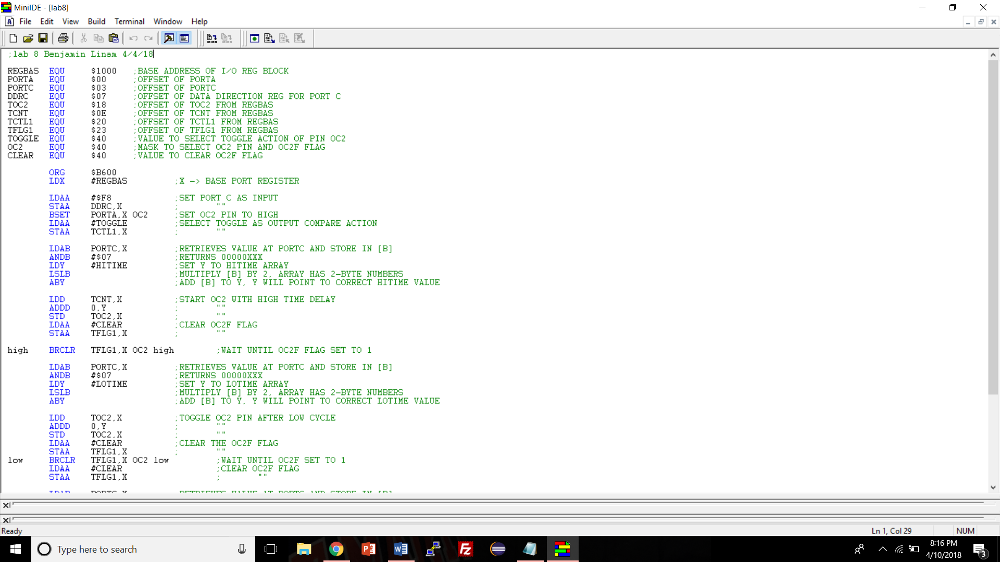 MiniIDE - [lab8]
File Edit View Build Terminal Window Help
;lab 8 Benjamin Linam 4/4/18
REGBAS EQU $1000 ;BASE ADDRESS OF I/O REG BLOCK
PORTA EQU $00 ;OFFSET OF PORTA
PORTC EQU $03 ;OFFSET OF PORTC
DDRC EQU $07 ;OFFSET OF DATA DIRECTION REG FOR PORT C
TOC2 EQU $18 ;OFFSET OF TOC2 FROM REGBAS
TCNT EQU $0E ;OFFSET OF TCNT FROM REGBAS
TCTL1 EQU $20 ;OFFSET OF TCTL1 FROM REGBAS
TFLG1 EQU $23 ;OFFSET OF TFLG1 FROM REGBAS
TOGGLE EQU $40 ;VALUE TO SELECT TOGGLE ACTION OF PIN OC2
OC2 EQU $40 ;MASK TO SELECT OC2 PIN AND OC2F FLAG
CLEAR EQU $40 ;VALUE TO CLEAR OC2F FLAG
ORG $B600
LDX #REGBAS ;X -> BASE PORT REGISTER
LDAA #$F8 ;SET PORT C AS INPUT
STAA DDRC,X ; ""
BSET PORTA,X OC2 ;SET OC2 PIN TO HIGH
LDAA #TOGGLE ;SELECT TOGGLE AS OUTPUT COMPARE ACTION
STAA TCTL1,X ; ""
LDAB PORTC,X ;RETRIEVES VALUE AT PORTC AND STORE IN [B]
ANDB #$07 ;RETURNS 00000XXX
LDY #HITIME ;SET Y TO HITIME ARRAY
LSLB ;MULTIPLY [B] BY 2, ARRAY HAS 2-BYTE NUMBERS
ABY ;ADD [B] TO Y, Y WILL POINT TO CORRECT HITIME VALUE
LDD TCNT,X ;START OC2 WITH HIGH TIME DELAY
ADDD 0,Y ; ""
STD TOC2,X ; ""
LDAA #CLEAR ;CLEAR OC2F FLAG
STAA TFLG1,X ; ""
high BRCLR TFLG1,X OC2 high ;WAIT UNTIL OC2F FLAG SET TO 1
LDAB PORTC,X ;RETRIEVES VALUE AT PORTC AND STORE IN [B]
ANDB #$07 ;RETURNS 00000XXX
LDY #LOTIME ;SET Y TO LOTIME ARRAY
LSLB ;MULTIPLY [B] BY 2, ARRAY HAS 2-BYTE NUMBERS
ABY ;ADD [B] TO Y, Y WILL POINT TO CORRECT LOTIME VALUE
LDD TOC2,X ;TOGGLE OC2 PIN AFTER LOW CYCLE
ADDD 0,Y ; ""
STD TOC2,X ; ""
LDAA #CLEAR ;CLEAR THE OC2F FLAG
STAA TFLG1,X ; ""
low BRCLR TFLG1,X OC2 low ;WAIT UNTIL OC2F SET TO 1
LDAA #CLEAR ;CLEAR OC2F FLAG
STAA TFLG1,X ; ""
LDAB PORTC,X ;RETRIEVES VALUE AT PORTC AND STORE IN [B]
Ready
Ln 1, Col 29 NUM
Type here to search
8:16 PM
4/10/2018
3